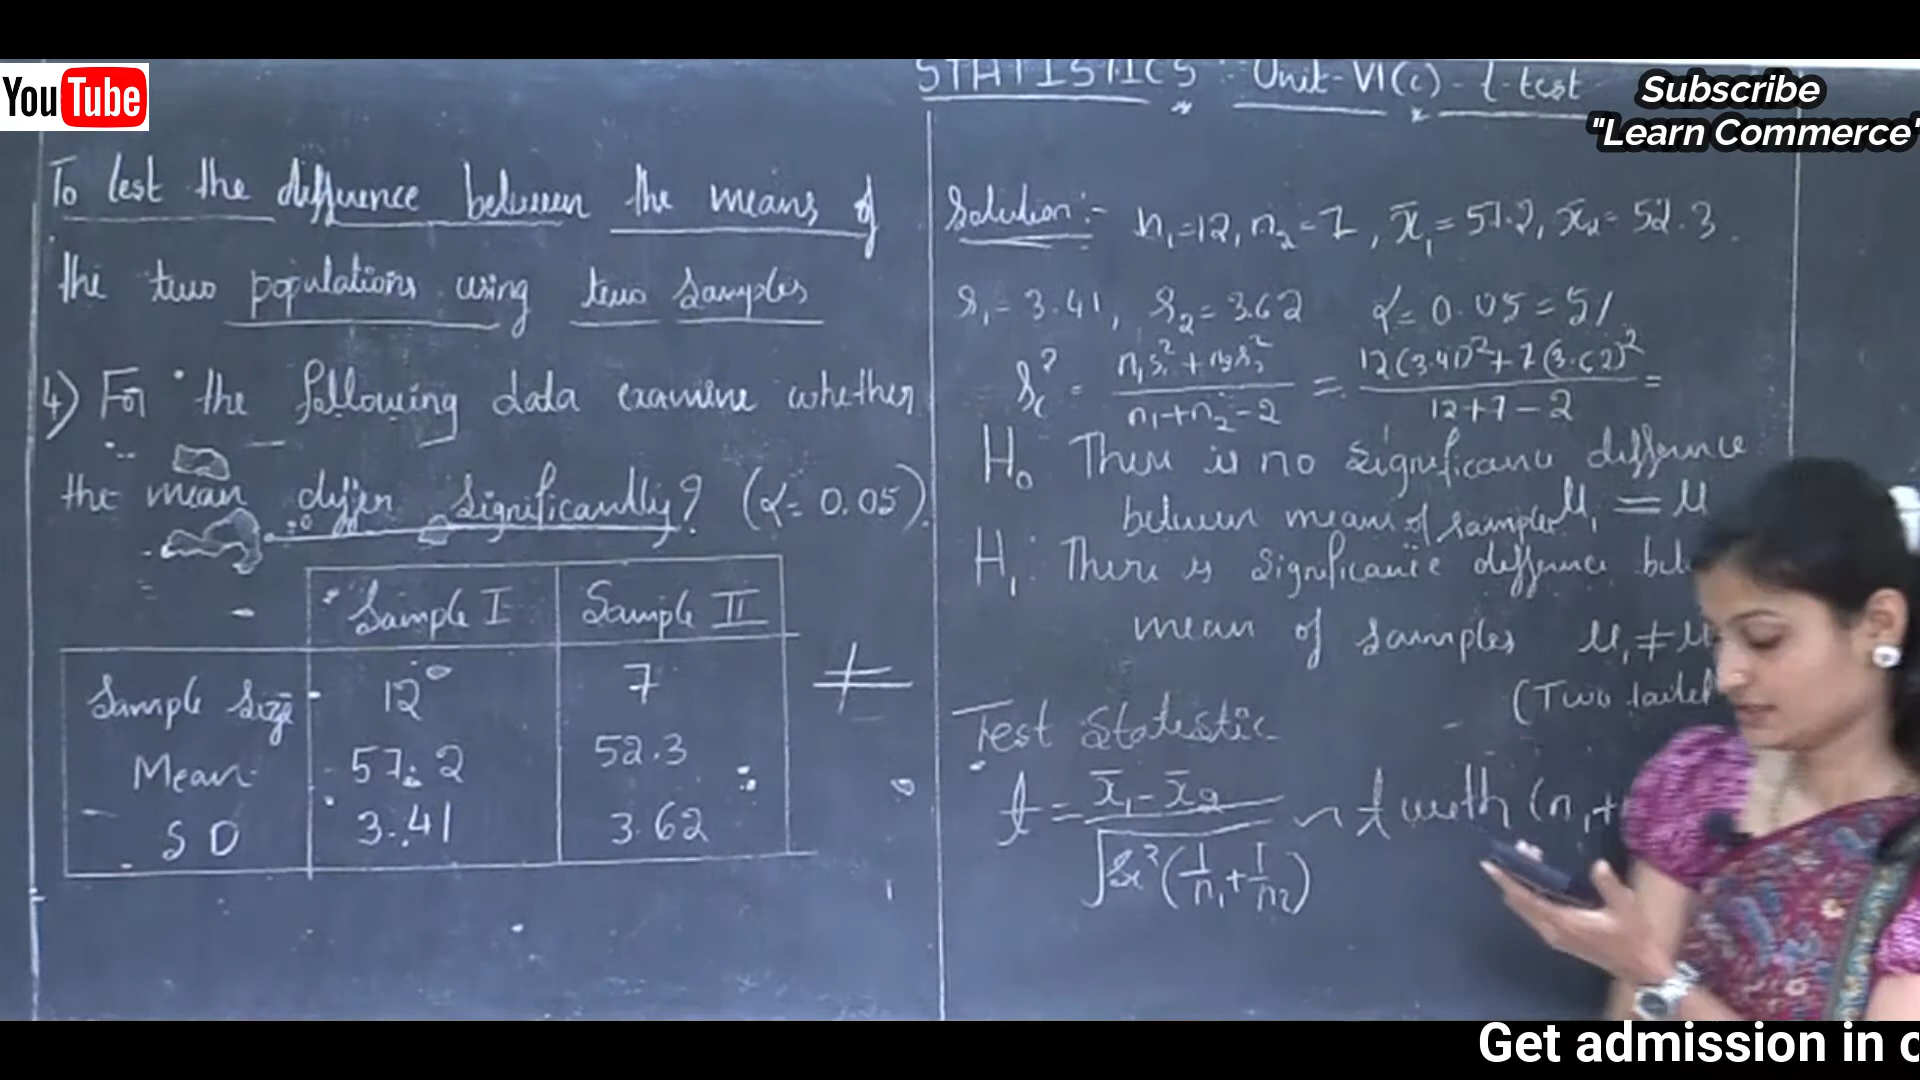 YouTube
STATISTICS Unit-VI(c) - t-test
Subscribe
"Learn Commerce"
To test the difference between the means of
the two populations using two samples
4) For the following data examine whether
the mean differ significantly? (α= 0.05)
Sample I Sample II
Sample Size 12 7
Mean 57.2 52.3
SD 3.41 3.62
≠
Solution:- n₁=12, n₂=7, x̄₁=57.2, x̄₂=52.3
s₁=3.41, s₂=3.62 α=0.05=5%
s_c² = (n₁s₁²+n₂s₂²)/(n₁+n₂-2) = (12(3.41)²+7(3.62)²)/(12+7-2) =
H₀ There is no significance difference
between mean of samples μ₁ = μ
H₁: There is significance difference bet
mean of samples μ₁ ≠ μ
(Two tailed
Test Statistic
t = (x̄₁-x̄₂)/√(s_c²(1/n₁+1/n₂)) ~ t with (n₁+
Get admission in c